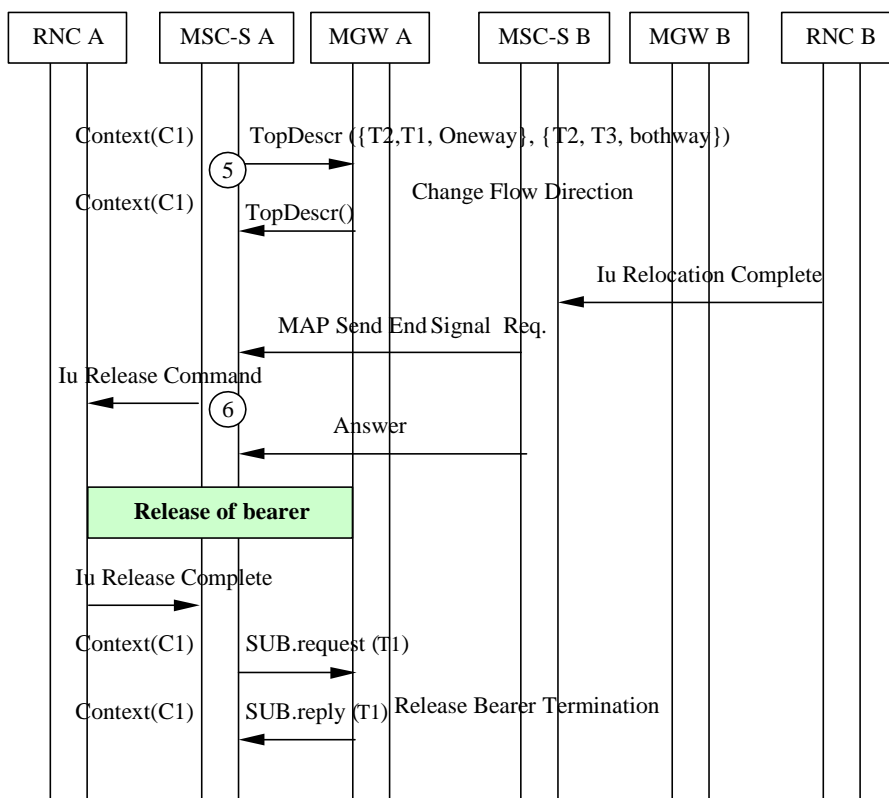 RNC A
MSC-S A
MGW A
MSC-S B
MGW B
RNC B
Context(C1)
TopDescr ({T2,T1, Oneway}, {T2, T3, bothway})
5
Change Flow Direction
Context(C1)
TopDescr()
Iu Relocation Complete
MAP Send End Signal Req.
Iu Release Command
6
Answer
Release of bearer
Iu Release Complete
Context(C1)
SUB.request (T1)
Context(C1)
SUB.reply (T1)
Release Bearer Termination